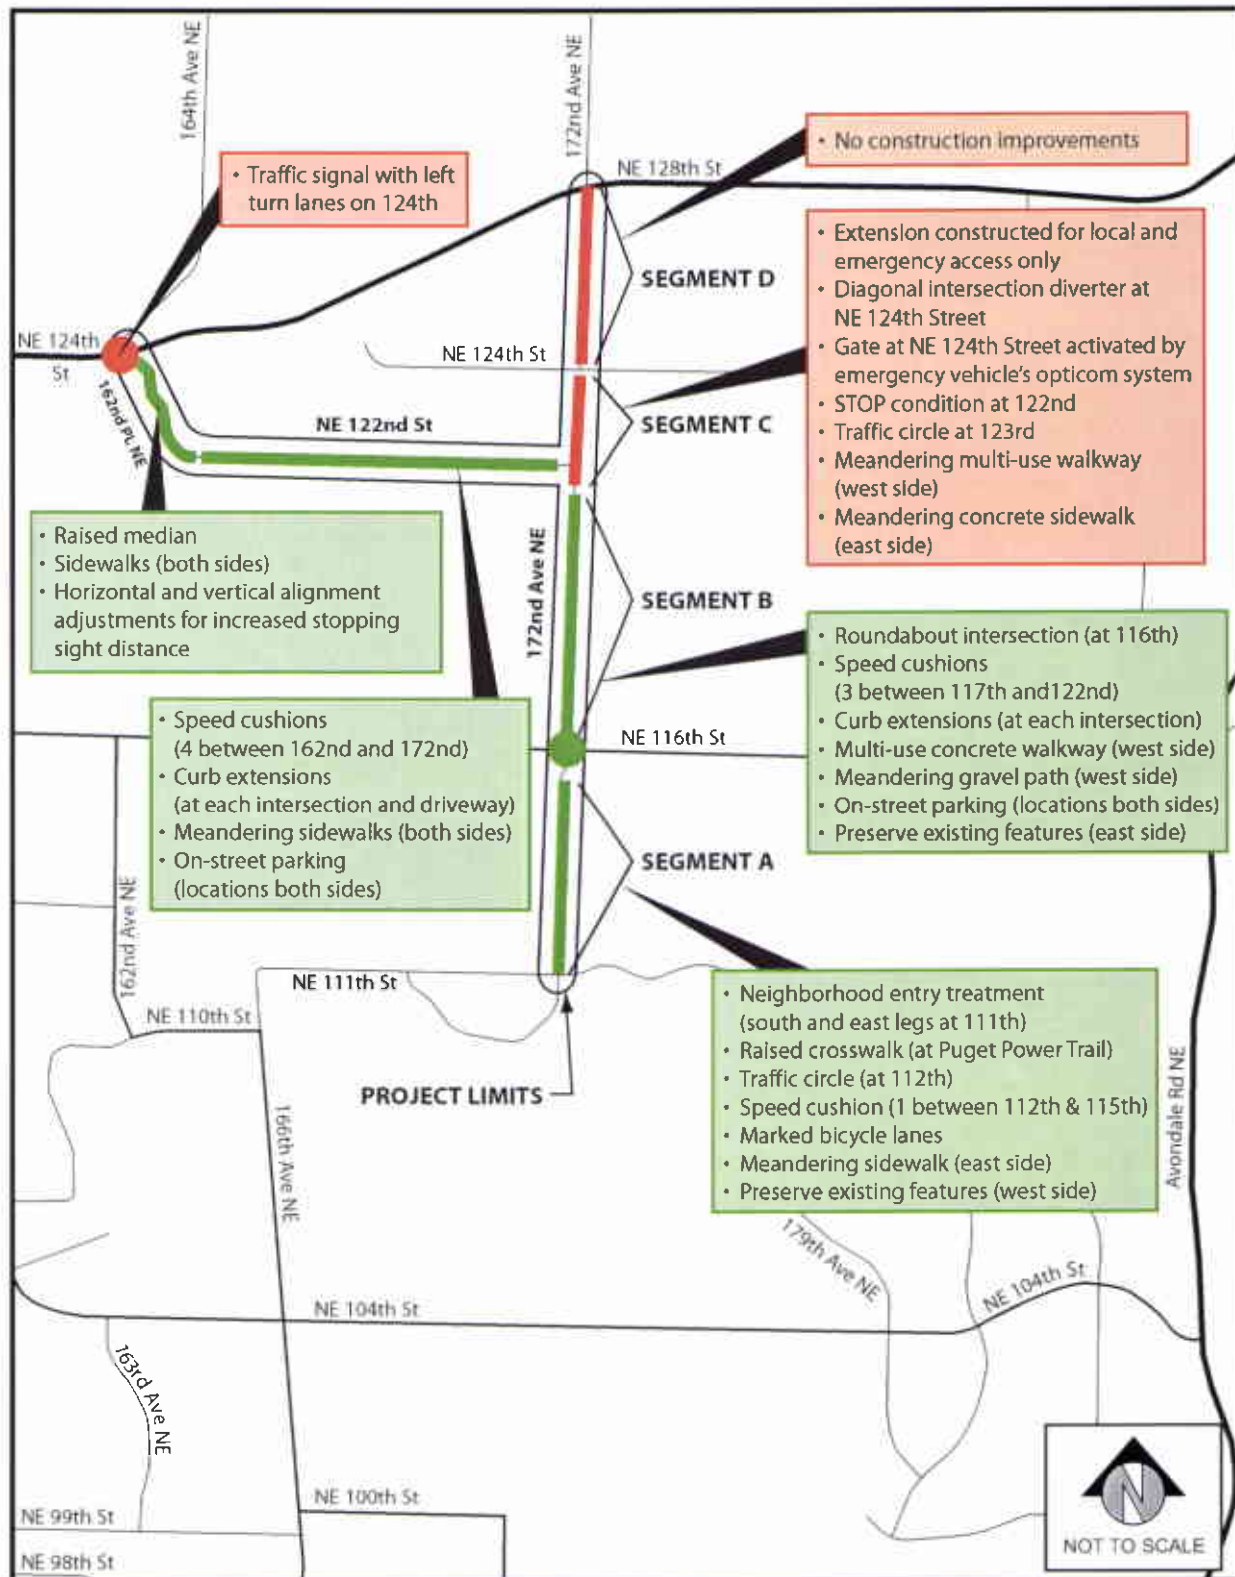 164th Ave NE
172nd Ave NE
• No construction improvements
• Traffic signal with left
turn lanes on 124th
NE 128th St
• Extension constructed for local and
emergency access only
• Diagonal intersection diverter at
NE 124th Street
• Gate at NE 124th Street activated by
emergency vehicle's opticom system
• STOP condition at 122nd
• Traffic circle at 123rd
• Meandering multi-use walkway
(west side)
• Meandering concrete sidewalk
(east side)
SEGMENT D
NE 124th
St
NE 124th St
162nd PL NE
NE 122nd St
SEGMENT C
• Raised median
• Sidewalks (both sides)
• Horizontal and vertical alignment
adjustments for increased stopping
sight distance
172nd Ave NE
SEGMENT B
• Roundabout intersection (at 116th)
• Speed cushions
(3 between 117th and122nd)
• Curb extensions (at each intersection)
• Multi-use concrete walkway (west side)
• Meandering gravel path (west side)
• On-street parking (locations both sides)
• Preserve existing features (east side)
• Speed cushions
(4 between 162nd and 172nd)
• Curb extensions
(at each intersection and driveway)
• Meandering sidewalks (both sides)
• On-street parking
(locations both sides)
NE 116th St
SEGMENT A
162nd Ave NE
NE 111th St
NE 110th St
• Neighborhood entry treatment
(south and east legs at 111th)
• Raised crosswalk (at Puget Power Trail)
• Traffic circle (at 112th)
• Speed cushion (1 between 112th & 115th)
• Marked bicycle lanes
• Meandering sidewalk (east side)
• Preserve existing features (west side)
PROJECT LIMITS
166th Ave NE
Avondale Rd NE
179th Ave NE
NE 104th St
NE 104th St
163rd Ave NE
NE 100th St
NE 99th St
NE 98th St
N
NOT TO SCALE